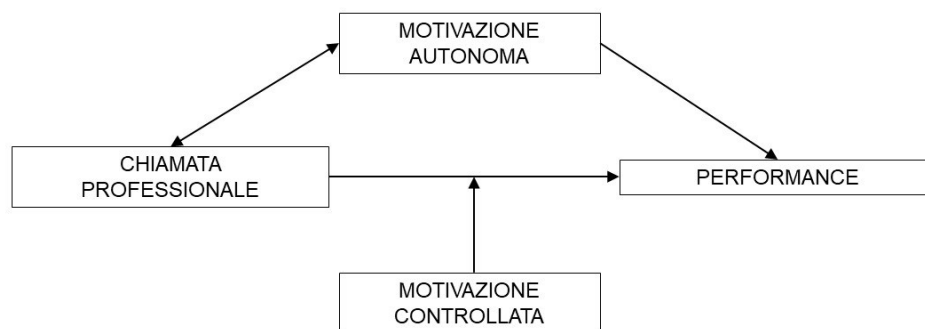 MOTIVAZIONE
AUTONOMA
CHIAMATA
PROFESSIONALE
PERFORMANCE
MOTIVAZIONE
CONTROLLATA